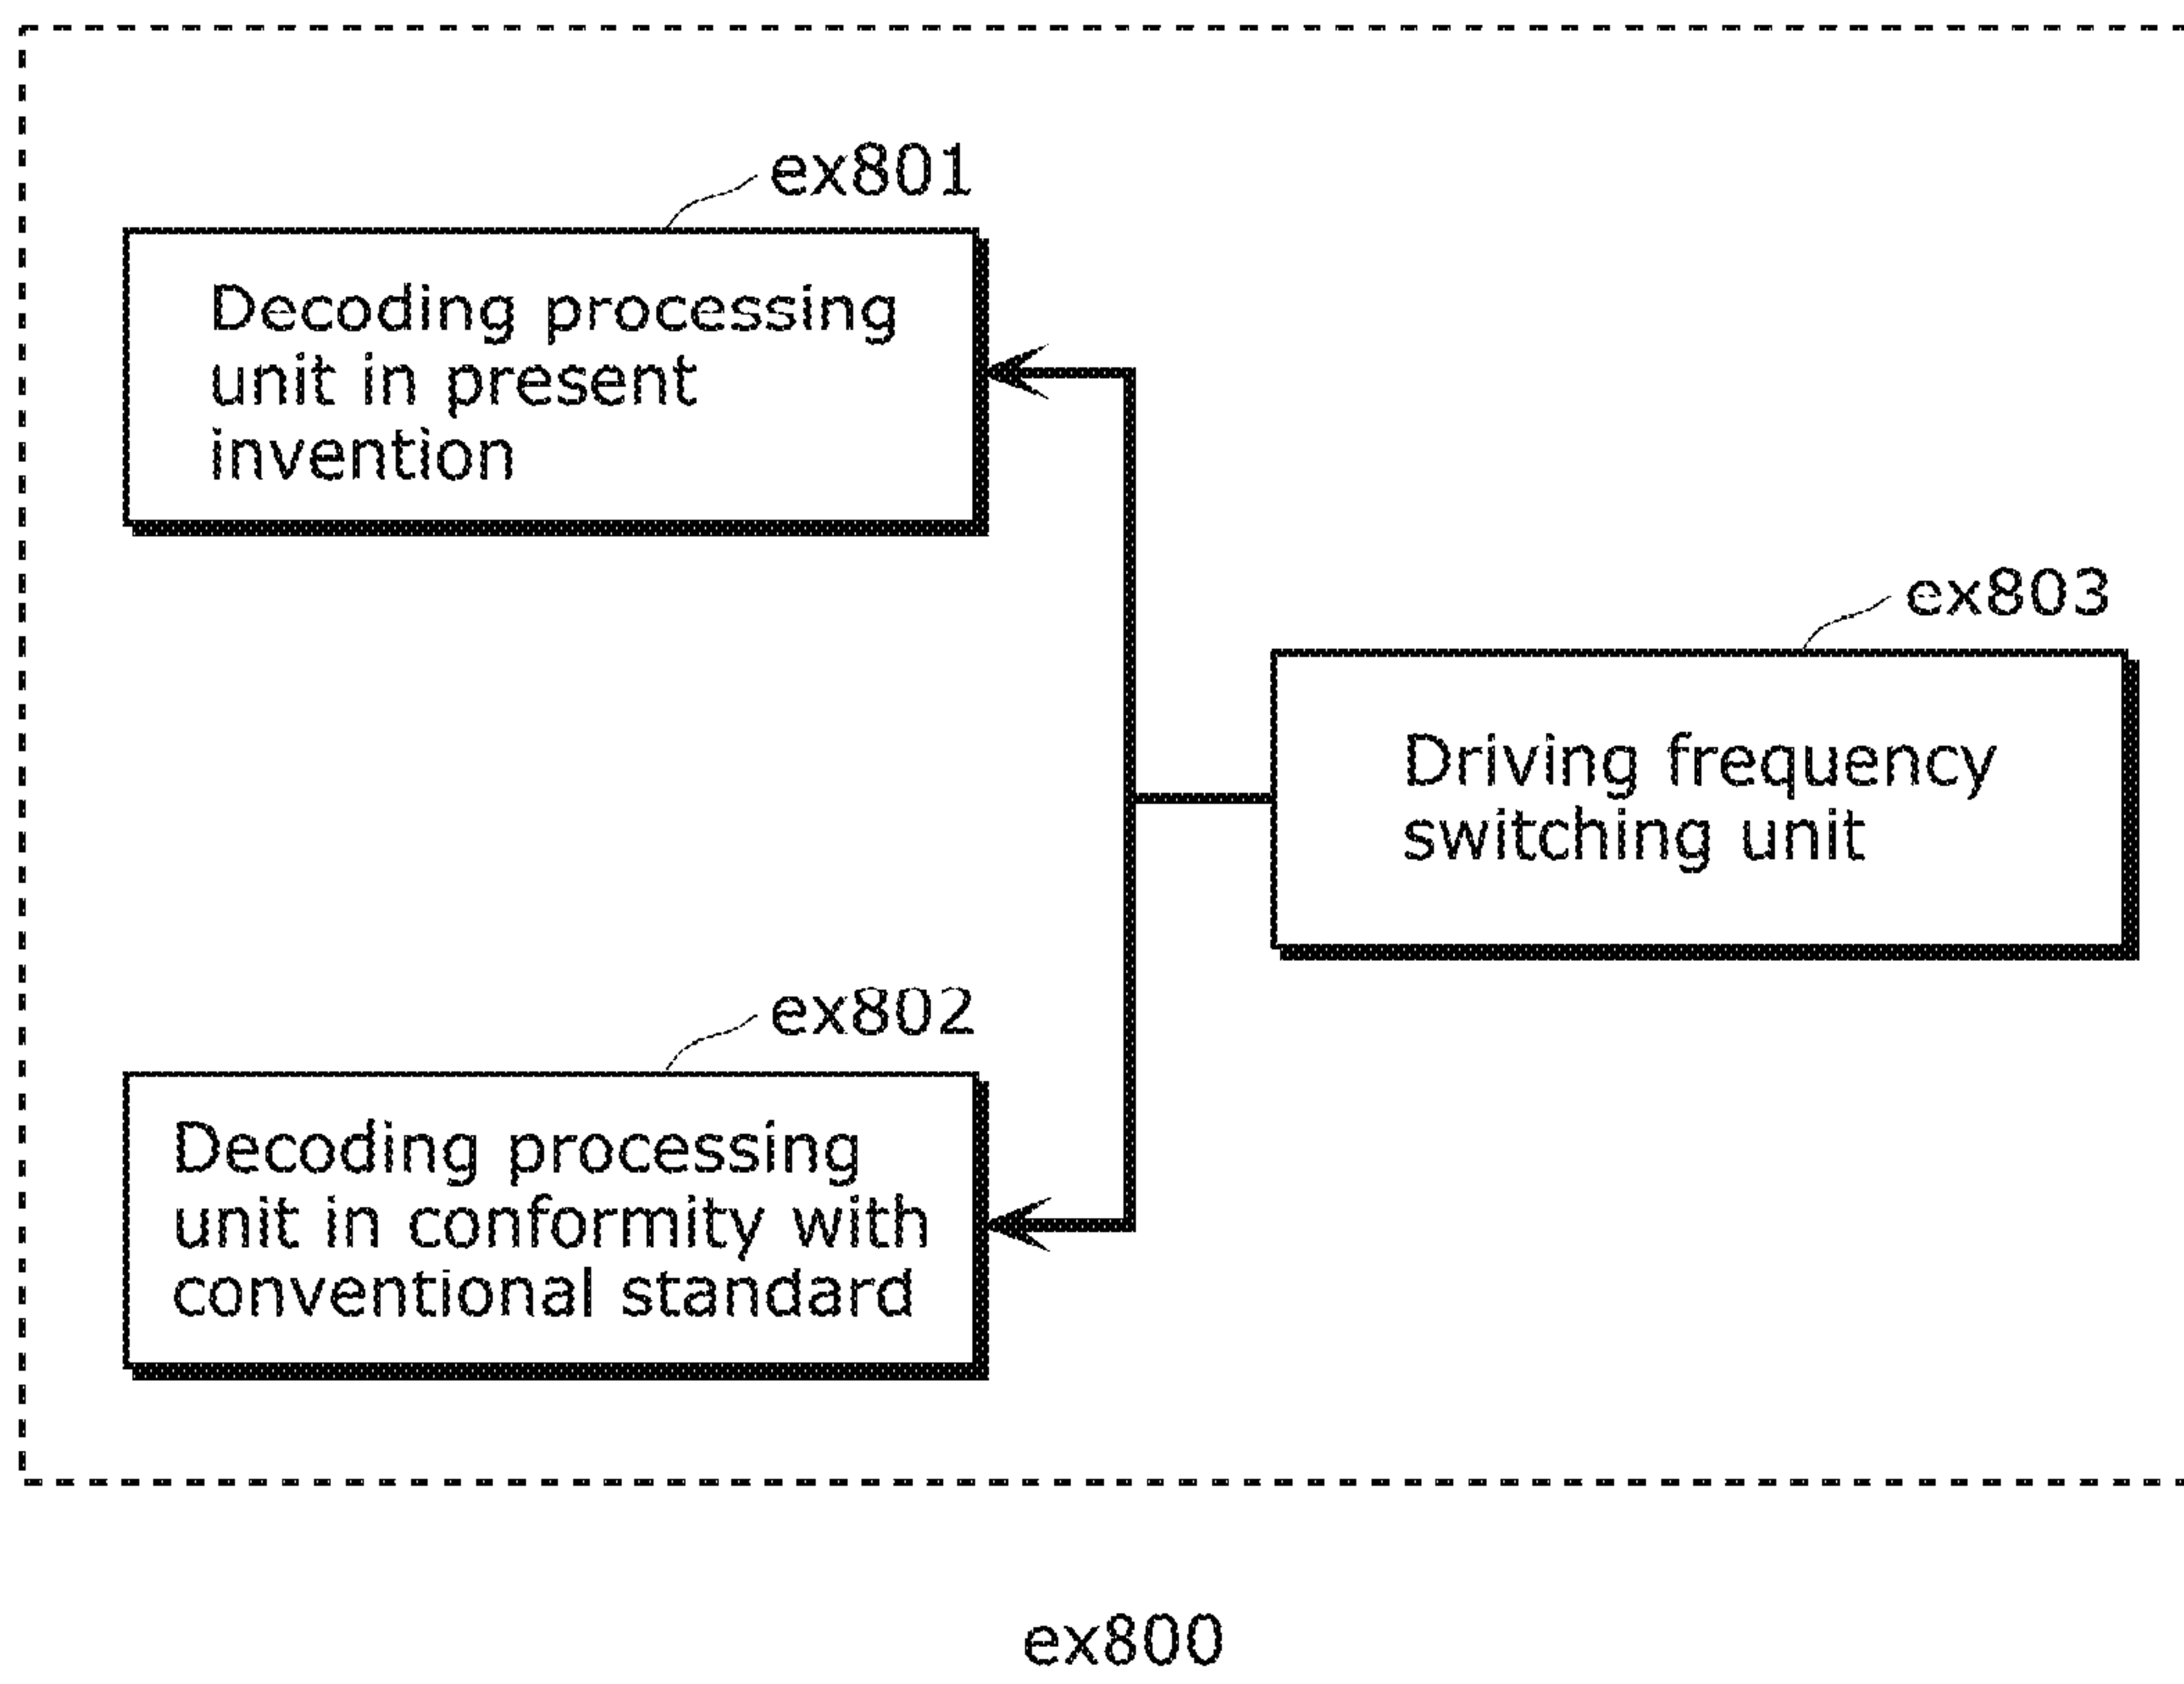 ex801
Decoding processing
unit in present
invention
ex803
Driving frequency
switching unit
ex802
Decoding processing
unit in conformity with
conventional standard
ex800